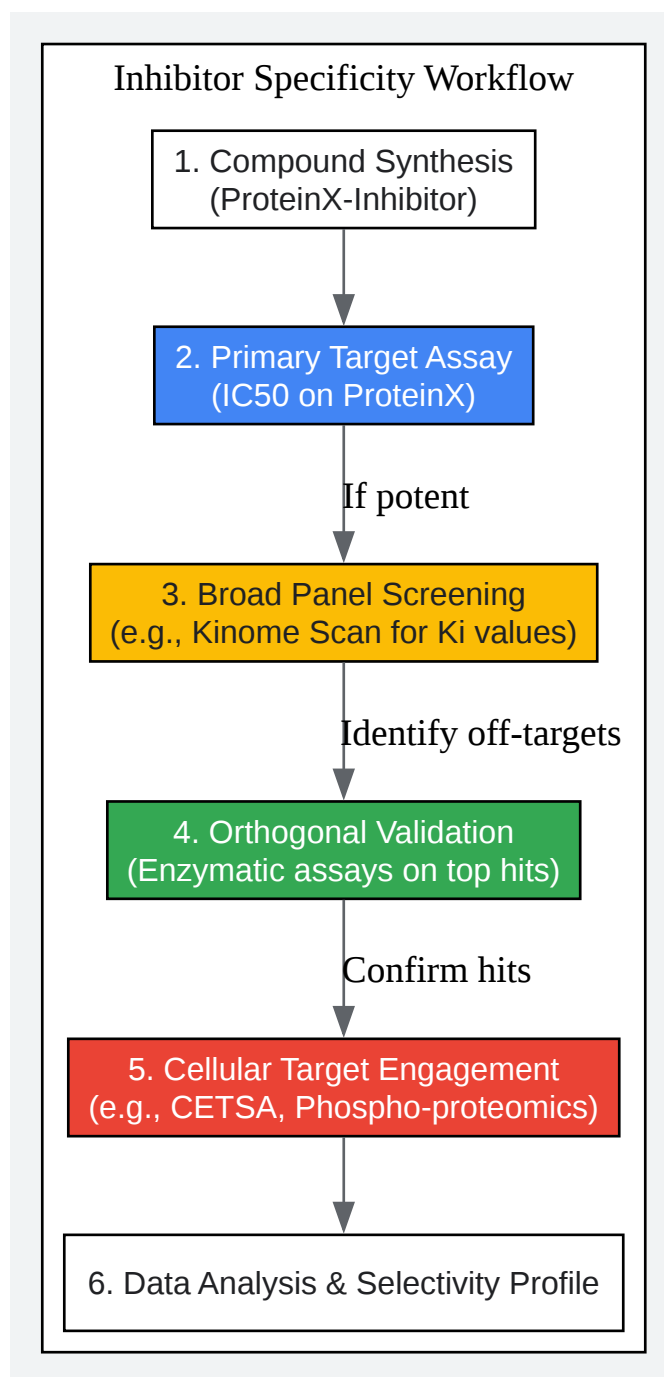 Inhibitor Specificity Workflow
1. Compound Synthesis
(ProteinX-Inhibitor)
2. Primary Target Assay
(IC50 on ProteinX)
If potent
3. Broad Panel Screening
(e.g., Kinome Scan for Ki values)
Identify off-targets
4. Orthogonal Validation
(Enzymatic assays on top hits)
Confirm hits
5. Cellular Target Engagement
(e.g., CETSA, Phospho-proteomics)
6. Data Analysis & Selectivity Profile